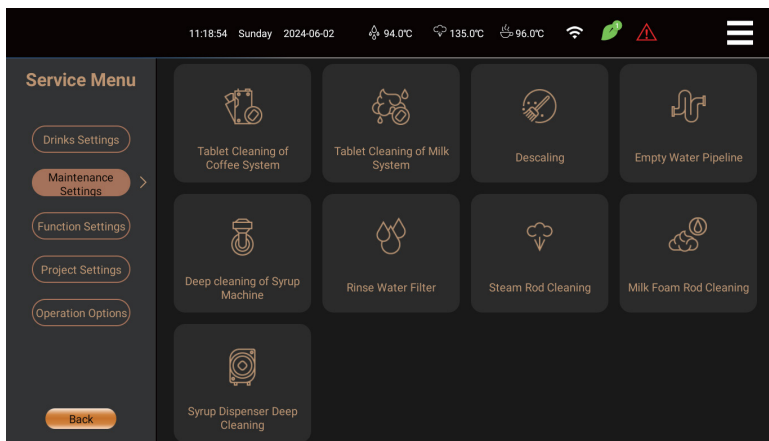 11:18:54 Sunday 2024-06-02 94.0℃ 135.0℃ 96.0℃ 1
Service Menu
Drinks Settings
Maintenance
Settings
Function Settings
Project Settings
Operation Options
Back
Tablet Cleaning of
Coffee System
Tablet Cleaning of Milk
System
Descaling
Empty Water Pipeline
Deep cleaning of Syrup
Machine
Rinse Water Filter
Steam Rod Cleaning
Milk Foam Rod Cleaning
Syrup Dispenser Deep
Cleaning